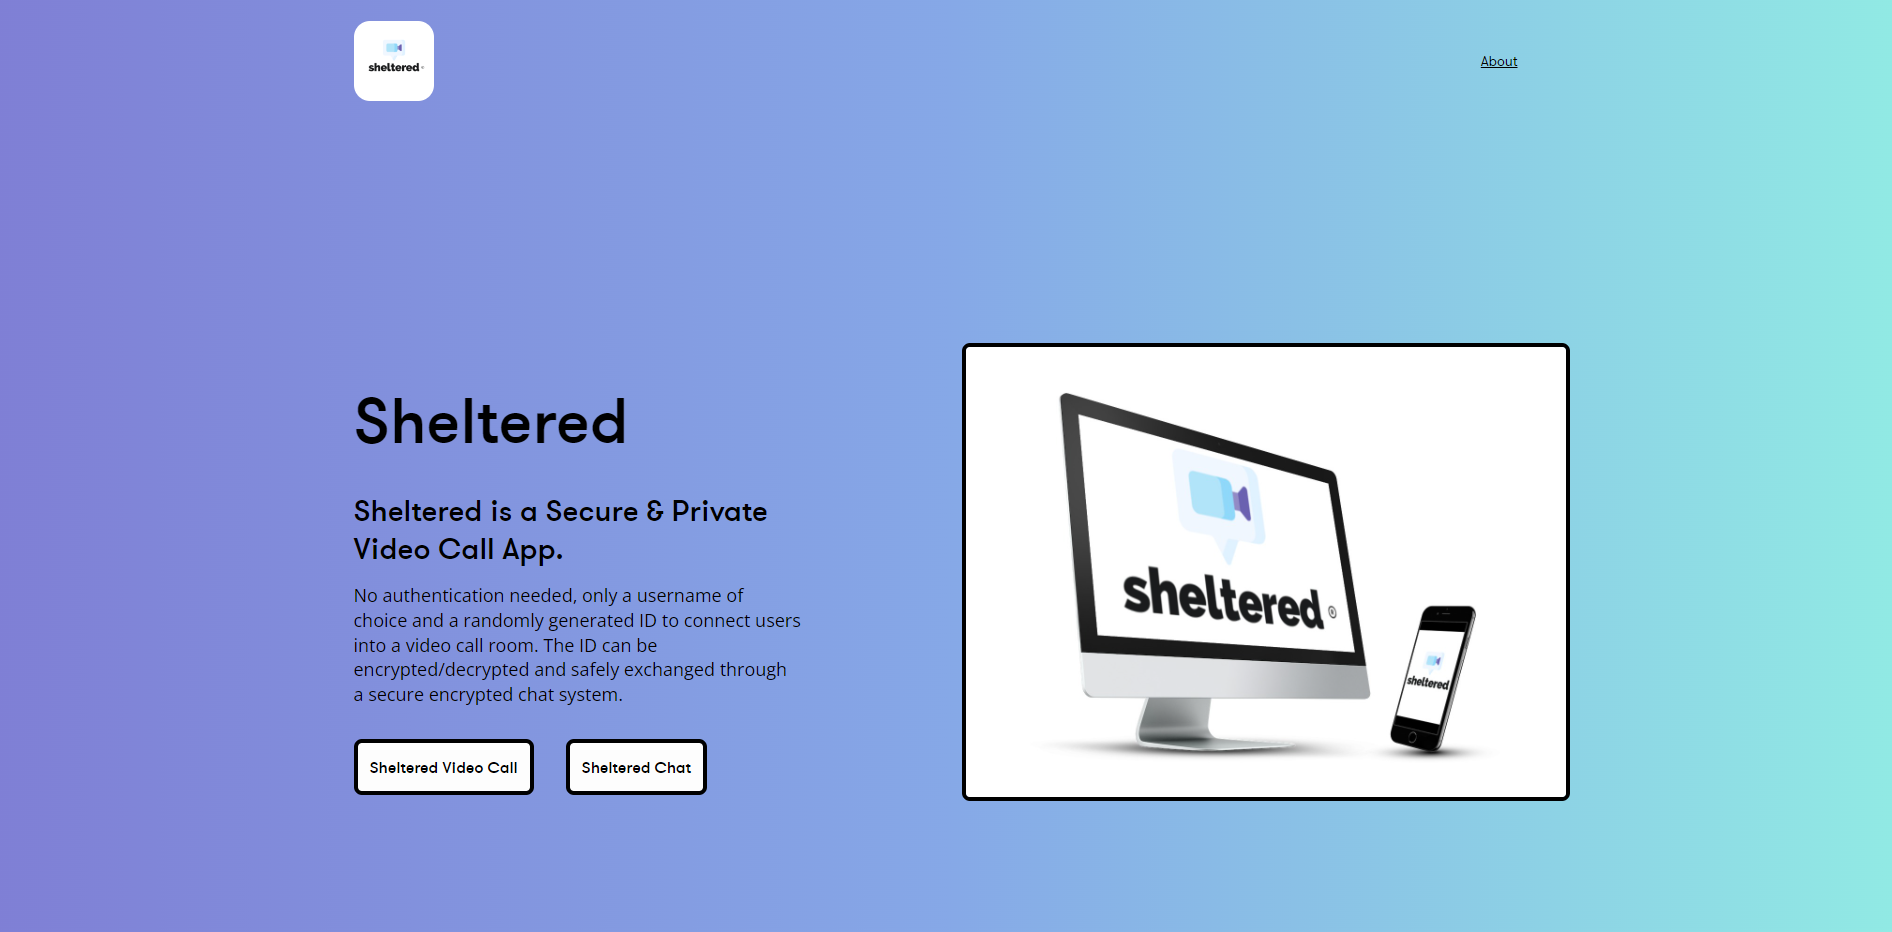 sheltered
About
Sheltered
Sheltered is a Secure & Private
Video Call App.
No authentication needed, only a username of
choice and a randomly generated ID to connect users
into a video call room. The ID can be
encrypted/decrypted and safely exchanged through
a secure encrypted chat system.
Sheltered Video Call
Sheltered Chat
sheltered ®
sheltered